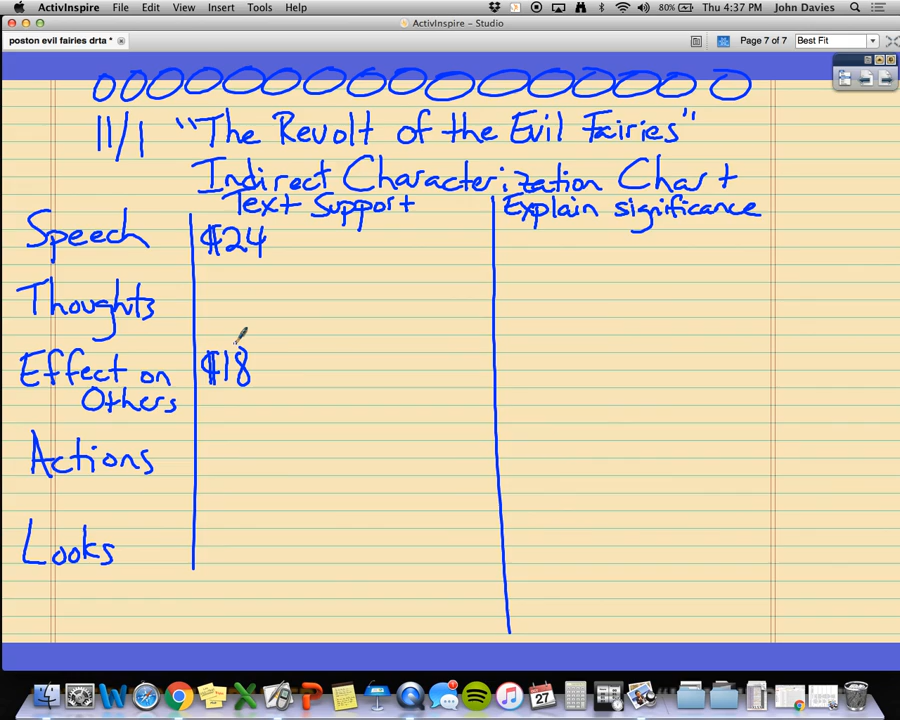 ActivInspire File Edit View Insert Tools Help 80% Thu 4:37 PM John Davies
ActivInspire - Studio
poston evil fairies drta * Page 7 of 7 Best Fit
11/1 "The Revolt of the Evil Fairies"
Indirect Characterization Chart
Text Support Explain significance
Speech ¶24
Thoughts
Effect on ¶18
Others
Actions
Looks
27